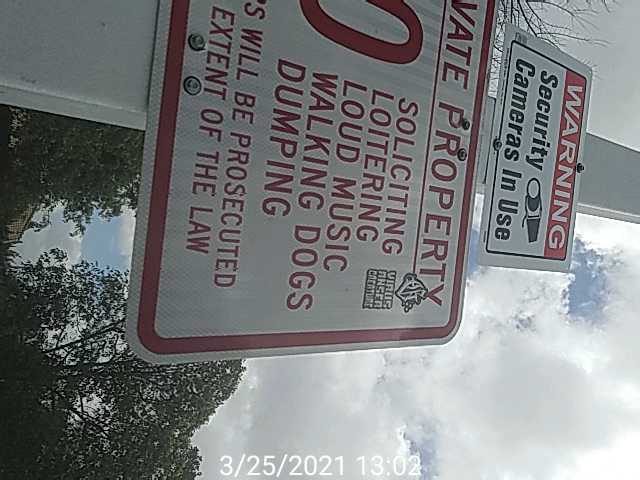 WARNING
Security
Cameras In Use
VATE PROPERTY
O
SOLICITING
LOITERING
LOUD MUSIC
WALKING DOGS
DUMPING
'S WILL BE PROSECUTED
EXTENT OF THE LAW
3/25/2021 13:02